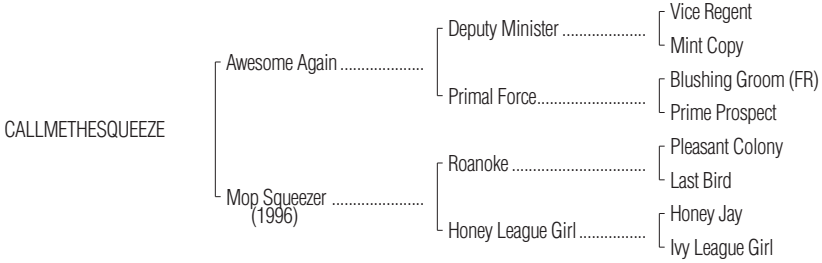 Vice Regent
Deputy Minister ....................
Mint Copy
Awesome Again ....................
Blushing Groom (FR)
Primal Force..........................
Prime Prospect
CALLMETHESQUEEZE
Pleasant Colony
Roanoke ................................
Last Bird
Mop Squeezer ......................
(1996)
Honey Jay
Honey League Girl ................
Ivy League Girl